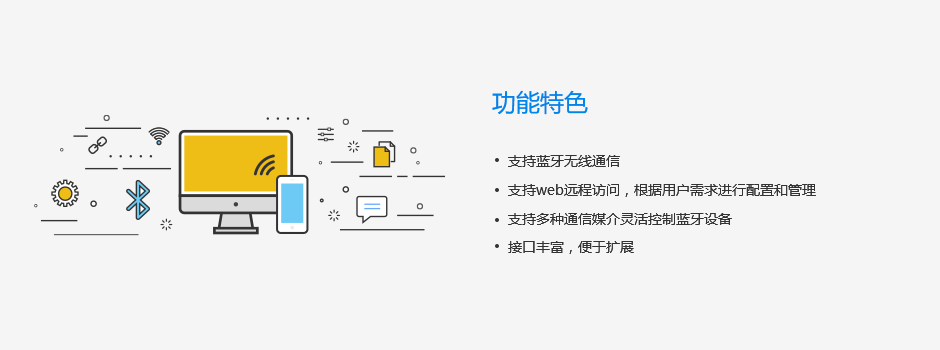 功能特色
• 支持蓝牙无线通信
• 支持web远程访问，根据用户需求进行配置和管理
• 支持多种通信媒介灵活控制蓝牙设备
• 接口丰富，便于扩展